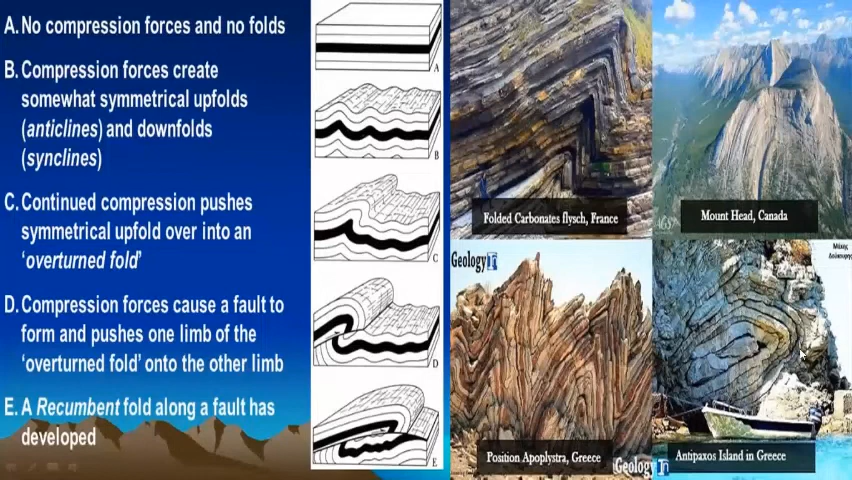 A. No compression forces and no folds
B. Compression forces create
somewhat symmetrical upfolds
(anticlines) and downfolds
(synclines)
C. Continued compression pushes
symmetrical upfold over into an
‘overturned fold’
D. Compression forces cause a fault to
form and pushes one limb of the
‘overturned fold’ onto the other limb
E. A Recumbent fold along a fault has
developed
A
B
C
D
E
Folded Carbonates flysch, France
Mount Head, Canada
Geology In
Μάκης
Position Apoplystra, Greece
Geology In
Antipaxos Island in Greece